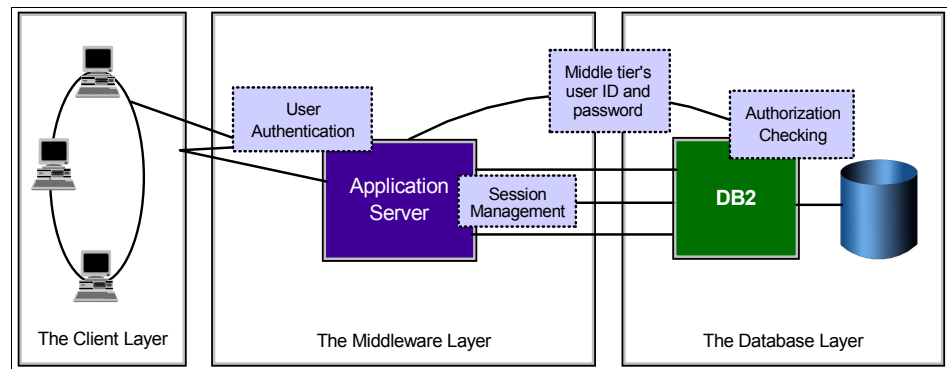 User
Authentication
Middle tier's
user ID and
password
Authorization
Checking
Application
Server
Session
Management
DB2
The Client Layer
The Middleware Layer
The Database Layer